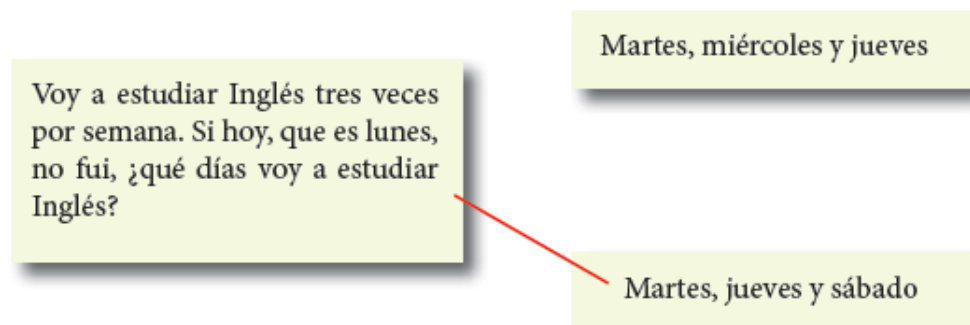 Martes, miércoles y jueves
Voy a estudiar Inglés tres veces
por semana. Si hoy, que es lunes,
no fui, ¿qué días voy a estudiar
Inglés?
Martes, jueves y sábado